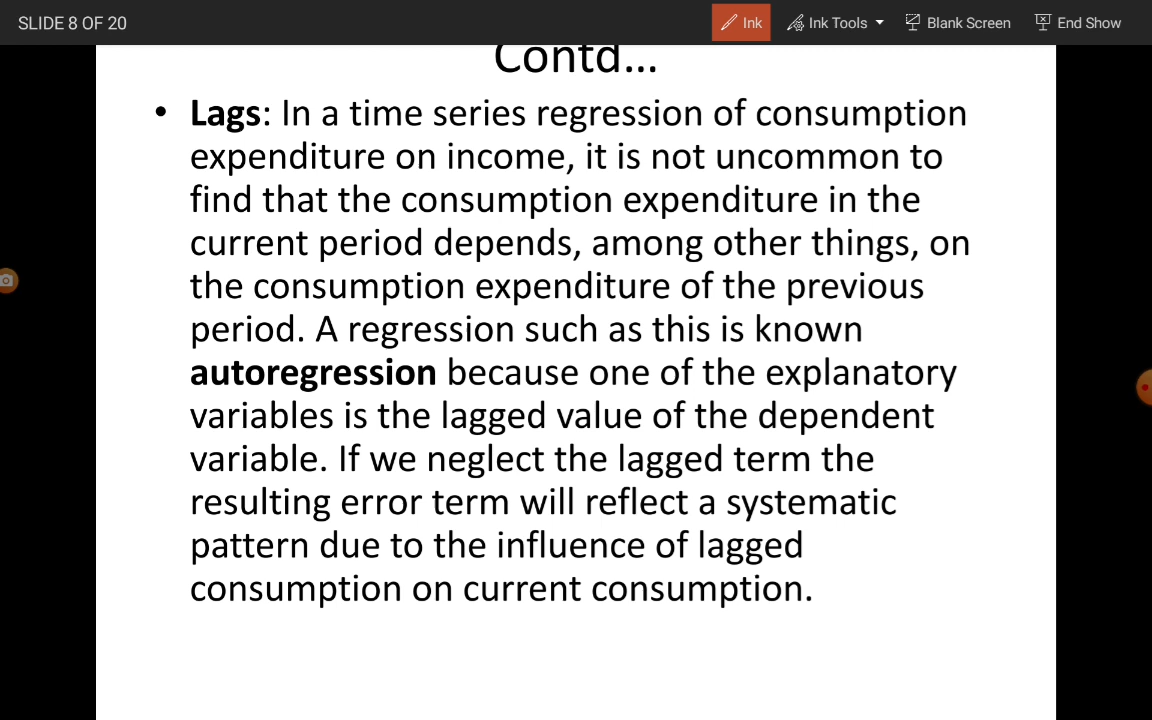 SLIDE 8 OF 20 Ink Ink Tools Blank Screen End Show
Contd...
• Lags: In a time series regression of consumption
expenditure on income, it is not uncommon to
find that the consumption expenditure in the
current period depends, among other things, on
the consumption expenditure of the previous
period. A regression such as this is known
autoregression because one of the explanatory
variables is the lagged value of the dependent
variable. If we neglect the lagged term the
resulting error term will reflect a systematic
pattern due to the influence of lagged
consumption on current consumption.